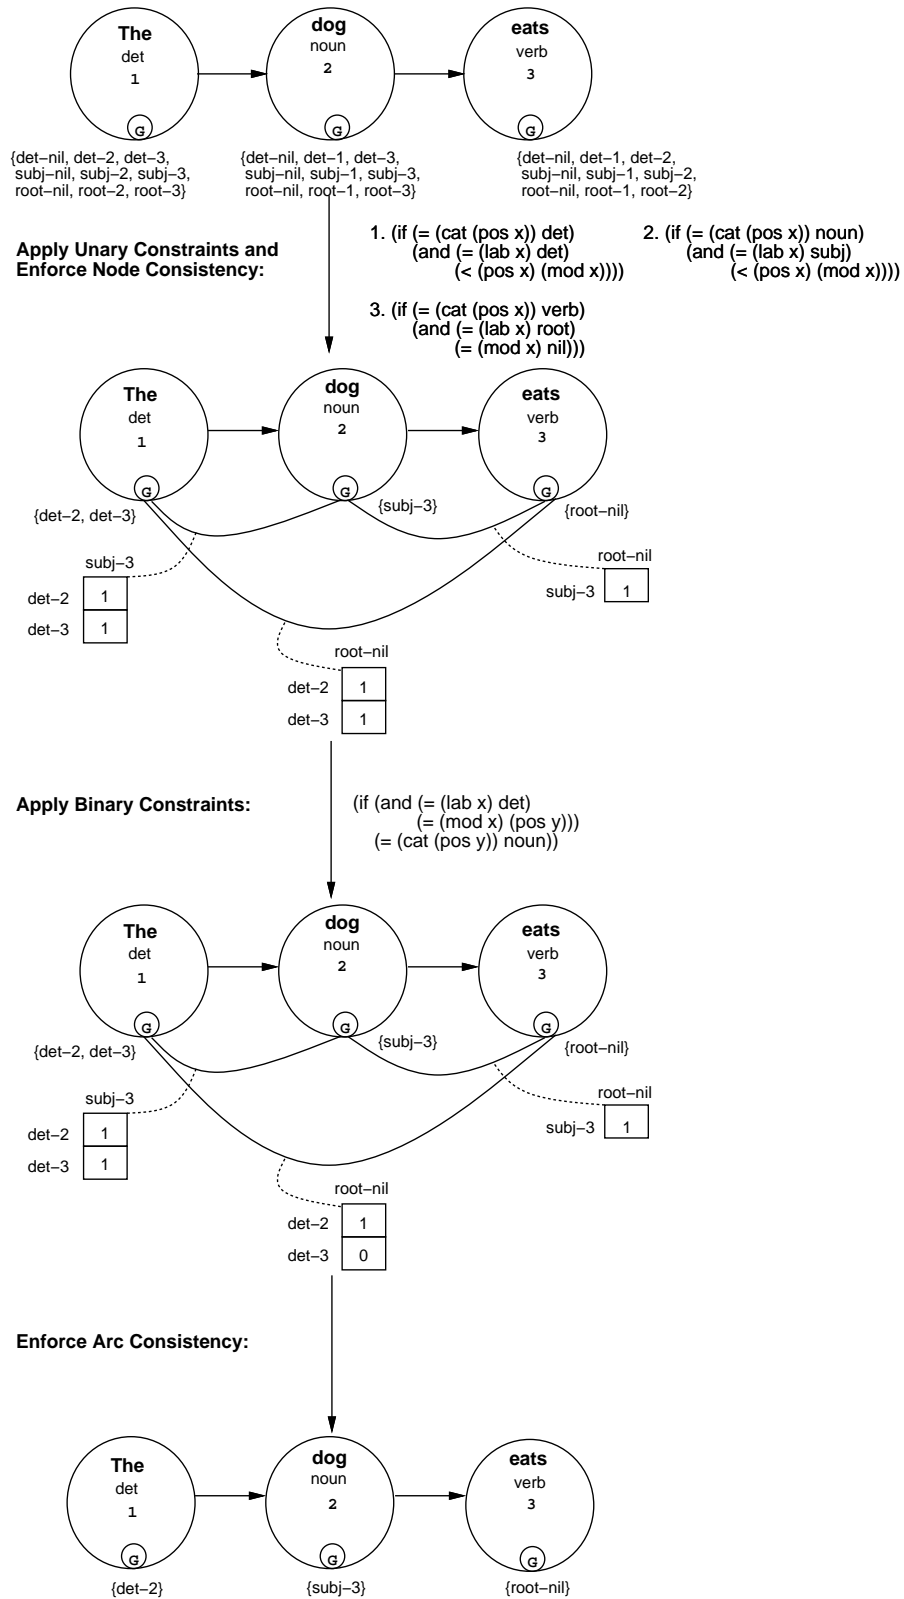 The
det
1
G
dog
noun
2
G
eats
verb
3
G
{det−nil, det−2, det−3,
subj−nil, subj−2, subj−3,
root−nil, root−2, root−3}
{det−nil, det−1, det−3,
subj−nil, subj−1, subj−3,
root−nil, root−1, root−3}
{det−nil, det−1, det−2,
subj−nil, subj−1, subj−2,
root−nil, root−1, root−2}
Apply Unary Constraints and
Enforce Node Consistency:
1. (if (= (cat (pos x)) det)
(and (= (lab x) det)
(< (pos x) (mod x))))
2. (if (= (cat (pos x)) noun)
(and (= (lab x) subj)
(< (pos x) (mod x))))
3. (if (= (cat (pos x)) verb)
(and (= (lab x) root)
(= (mod x) nil)))
The
det
1
G
dog
noun
2
G
eats
verb
3
G
{det−2, det−3}
{subj−3}
{root−nil}
subj−3
det−2 1
det−3 1
root−nil
subj−3 1
root−nil
det−2 1
det−3 1
Apply Binary Constraints:
(if (and (= (lab x) det)
(= (mod x) (pos y)))
(= (cat (pos y)) noun))
The
det
1
G
dog
noun
2
G
eats
verb
3
G
{det−2, det−3}
{subj−3}
{root−nil}
subj−3
det−2 1
det−3 1
root−nil
subj−3 1
root−nil
det−2 1
det−3 0
Enforce Arc Consistency:
The
det
1
G
dog
noun
2
G
eats
verb
3
G
{det−2}
{subj−3}
{root−nil}